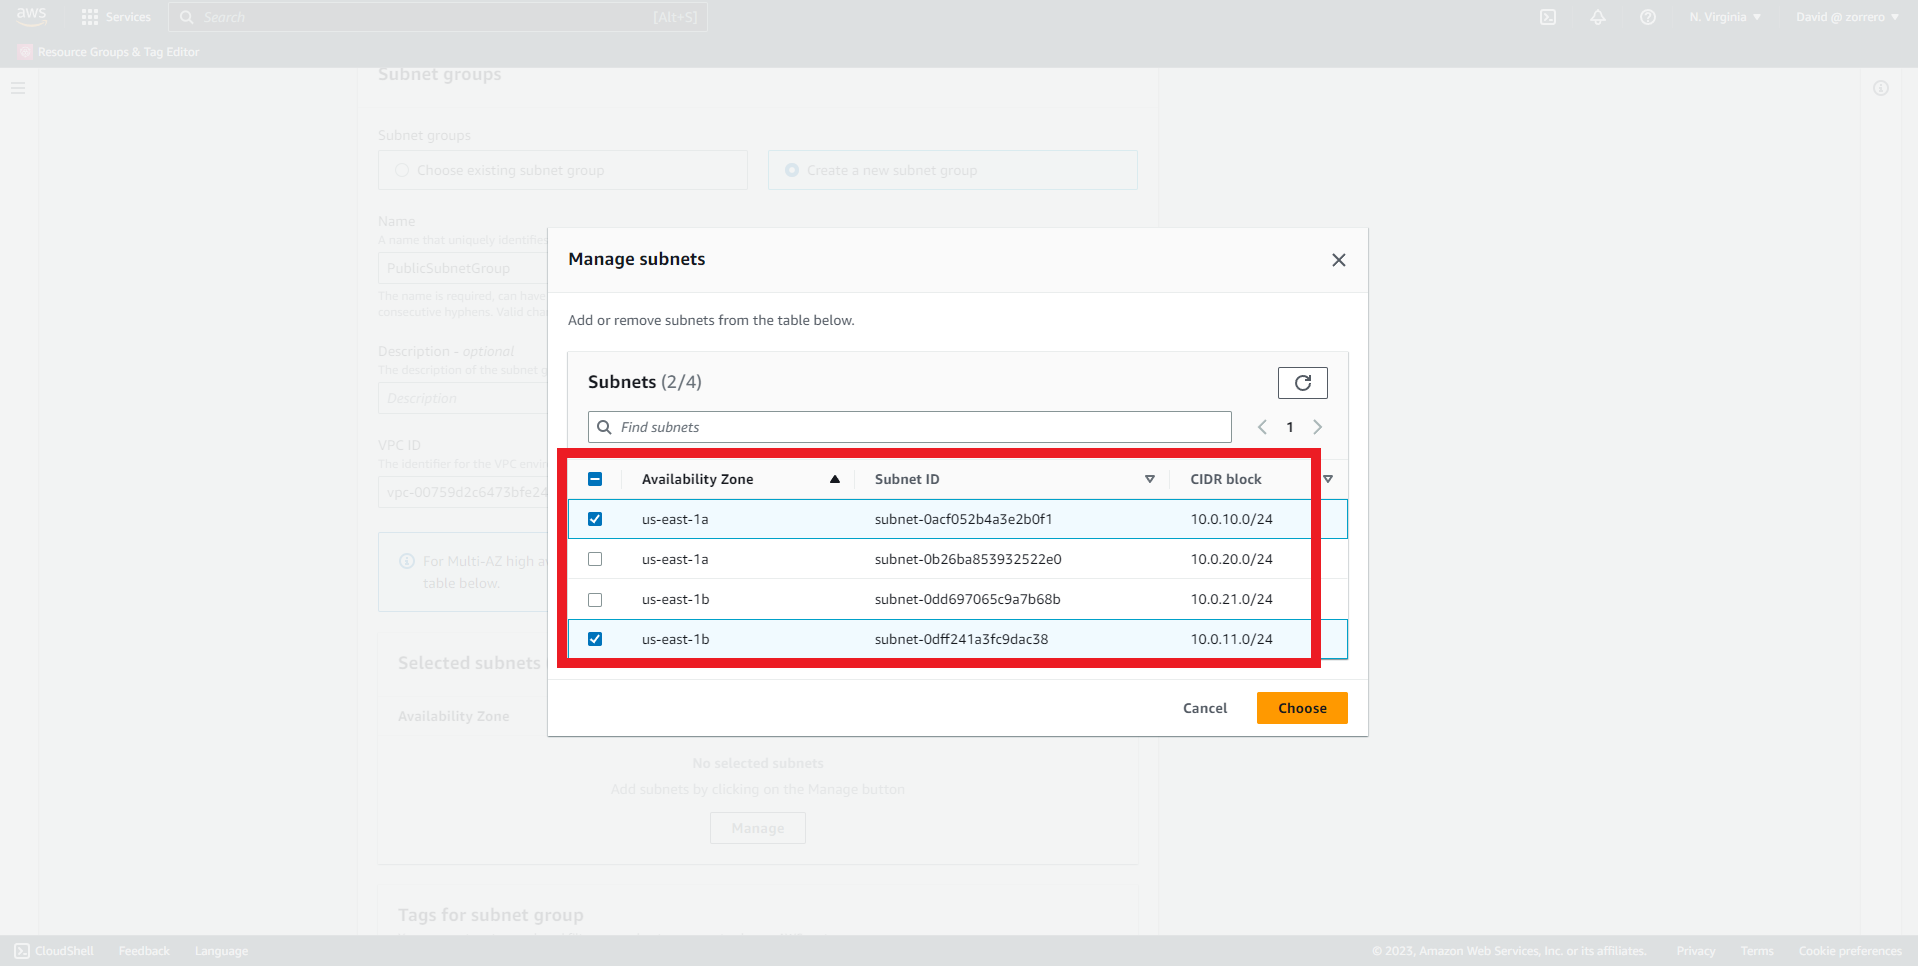 aws
Services
Search
[Alt+S]
N. Virginia
David @ zorrero
Resource Groups & Tag Editor
Subnet groups
Subnet groups
Choose existing subnet group
Create a new subnet group
Name
A name that uniquely identifies
PublicSubnetGroup
The name is required, can have
consecutive hyphens. Valid cha
Description - optional
The description of the subnet g
Description
VPC ID
The identifier for the VPC envir
vpc-00759d2c6473bfe24
For Multi-AZ high a
table below.
Selected subnets
Availability Zone
No selected subnets
Add subnets by clicking on the Manage button
Manage
Tags for subnet group
Manage subnets
Add or remove subnets from the table below.
Subnets (2/4)
Find subnets
1
Availability Zone Subnet ID CIDR block
us-east-1a subnet-0acf052b4a3e2b0f1 10.0.10.0/24
us-east-1a subnet-0b26ba853932522e0 10.0.20.0/24
us-east-1b subnet-0dd697065c9a7b68b 10.0.21.0/24
us-east-1b subnet-0dff241a3fc9dac38 10.0.11.0/24
Cancel
Choose
CloudShell
Feedback
Language
© 2023, Amazon Web Services, Inc. or its affiliates.
Privacy
Terms
Cookie preferences